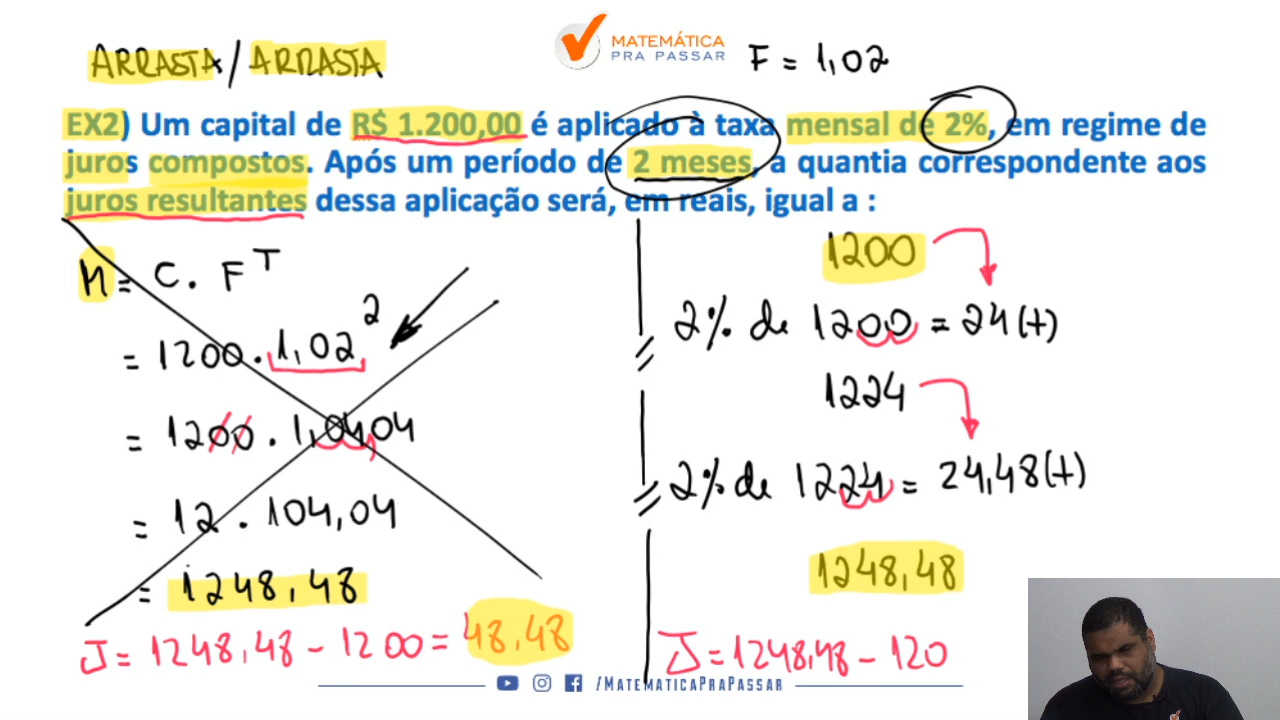 ARRASTA/ARRASTA
MATEMÁTICA
PRA PASSAR
F = 1,02
EX2) Um capital de R$ 1.200,00 é aplicado à taxa mensal de 2%, em regime de
juros compostos. Após um período de 2 meses, a quantia correspondente aos
juros resultantes dessa aplicação será, em reais, igual a :
M = C. F^T
= 1200 . 1,02^2
= 1200 . 1,0404
= 12 . 104,04
= 1248,48
J = 1248,48 - 1200 = 48,48
1200
2% de 1200 = 24(+)
1224
2% de 1224 = 24,48(+)
1248,48
J = 1248,48 - 120
/MATEMATICAPRAPASSAR